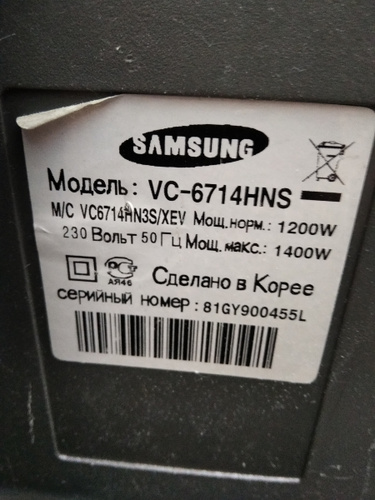 SAMSUNG
Модель: VC-6714HNS
M/C VC6714HN3S/XEV Мощ.норм.: 1200W
230 Вольт 50 Гц Мощ.макс.: 1400W
АЯ46
Сделано в Корее
серийный номер : 81GY900455L